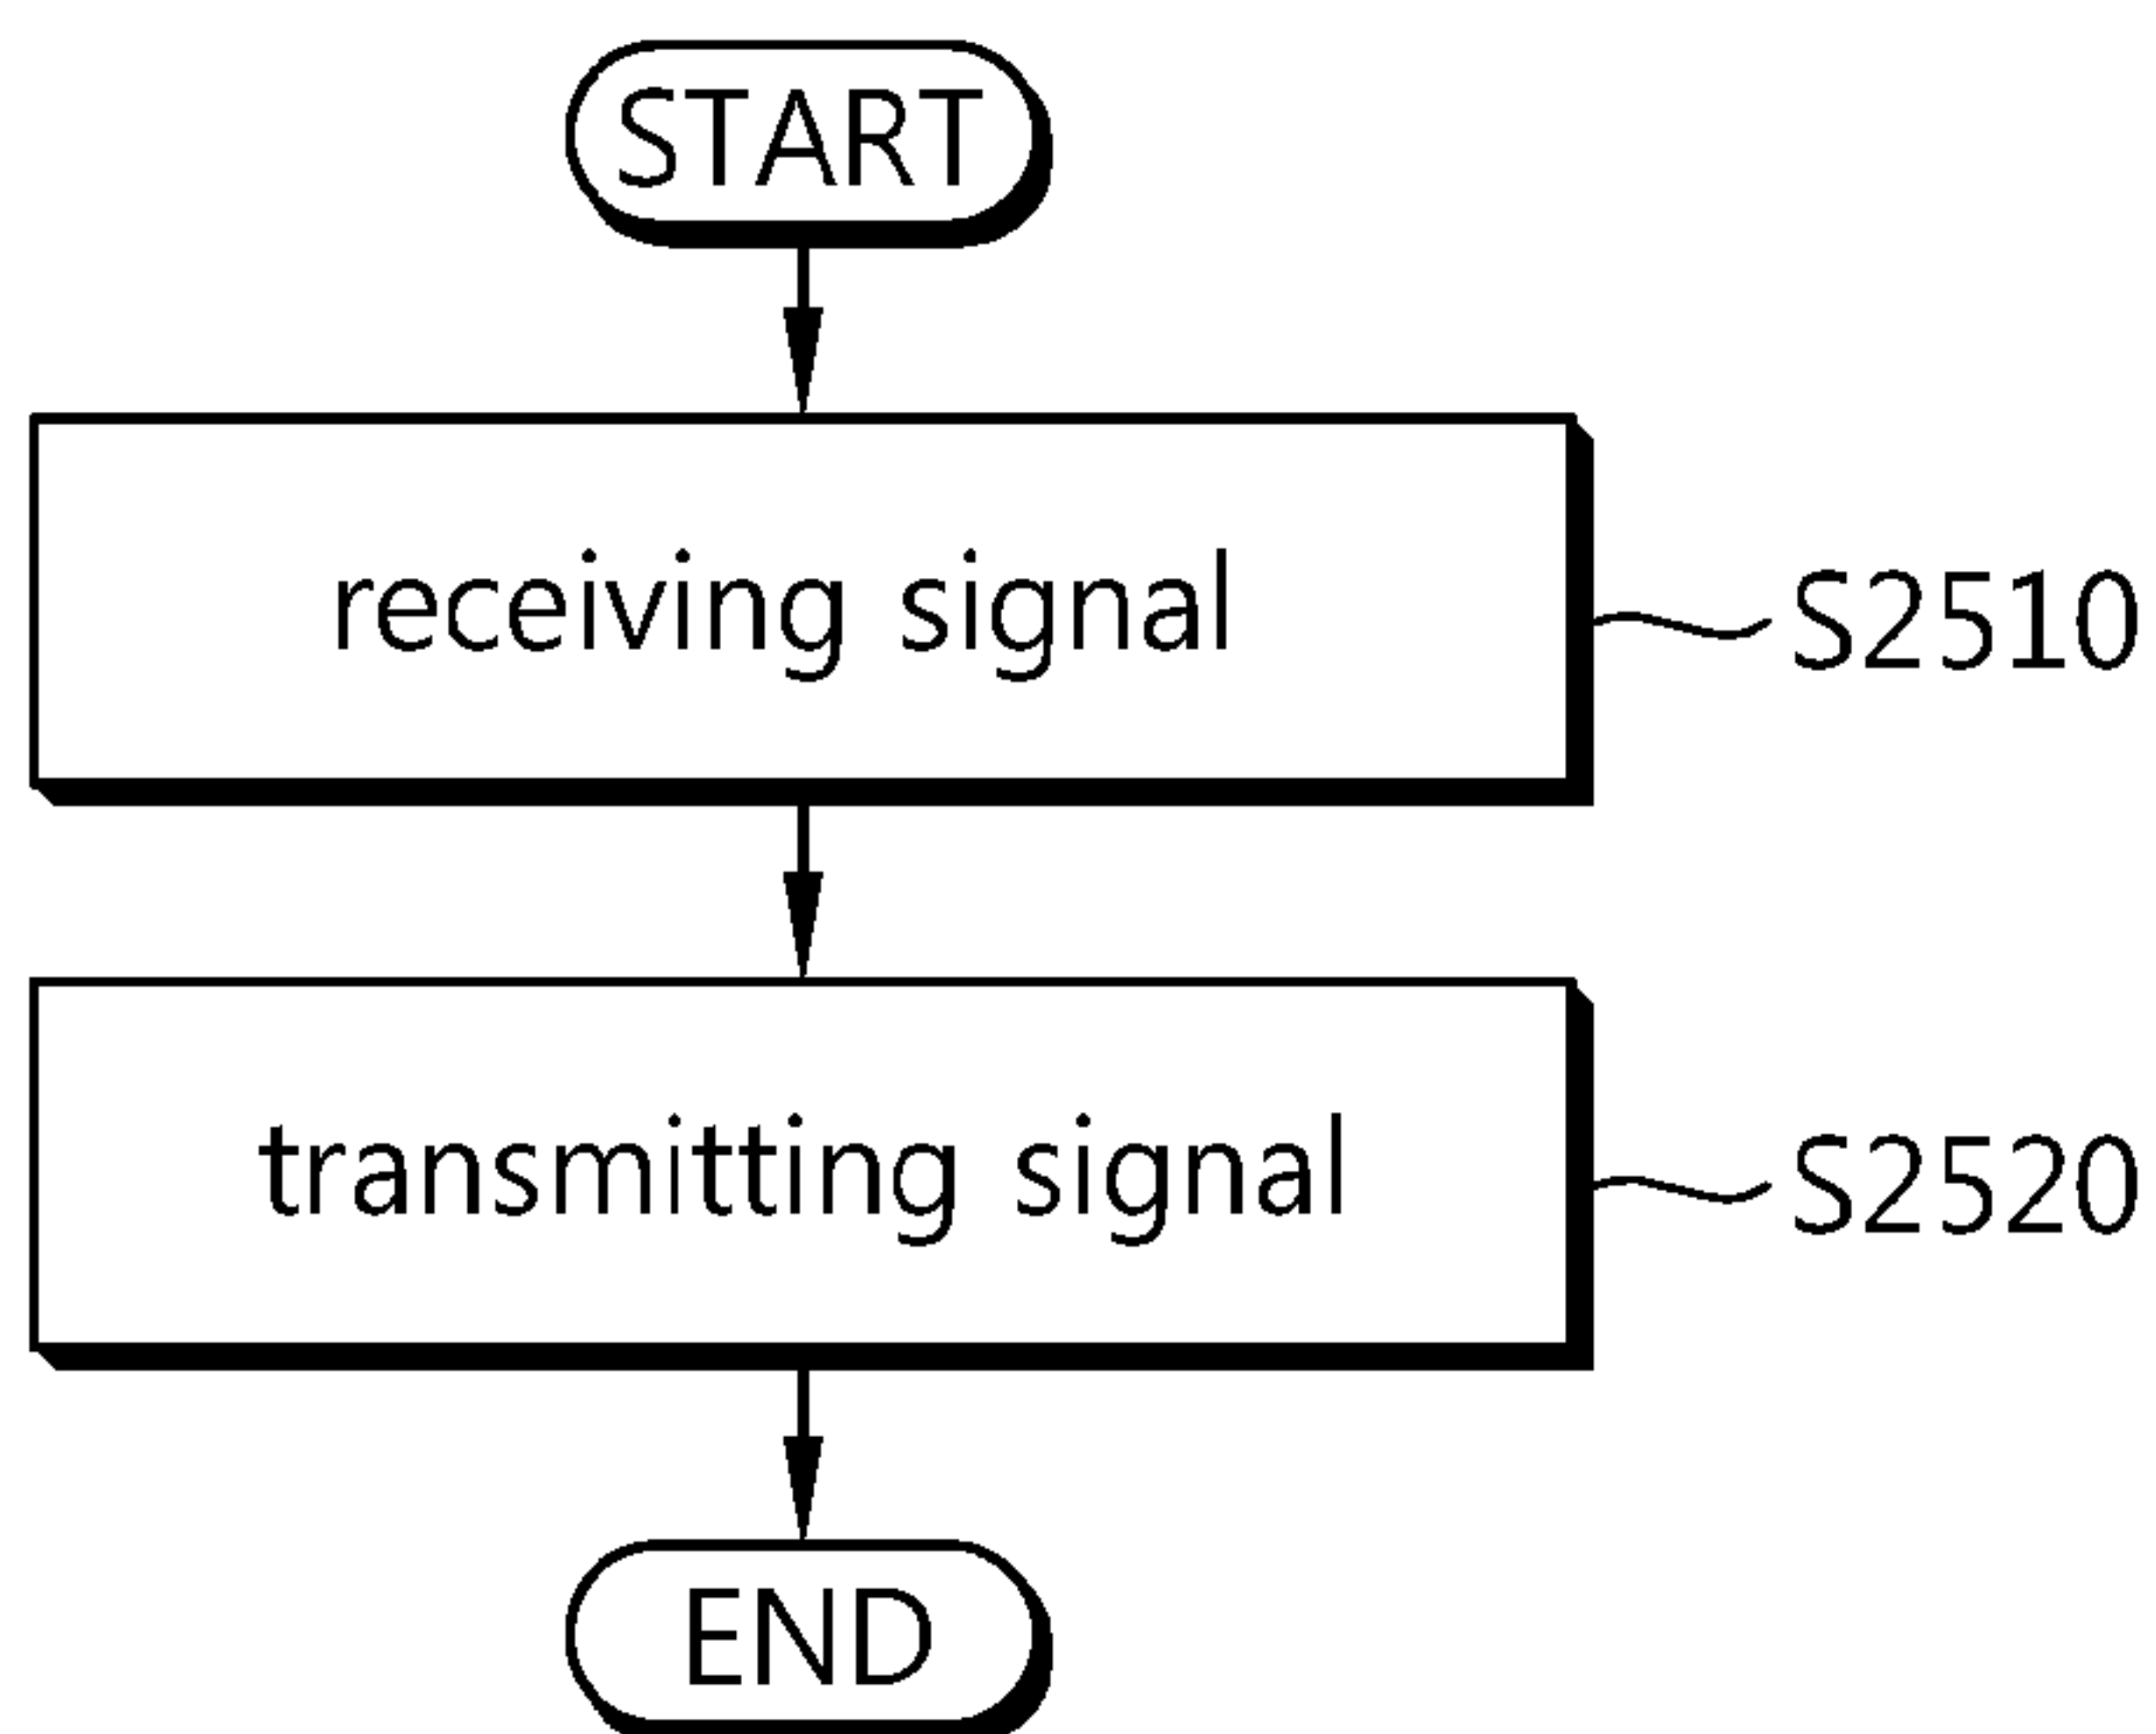 START
receiving signal
S2510
transmitting signal
S2520
END